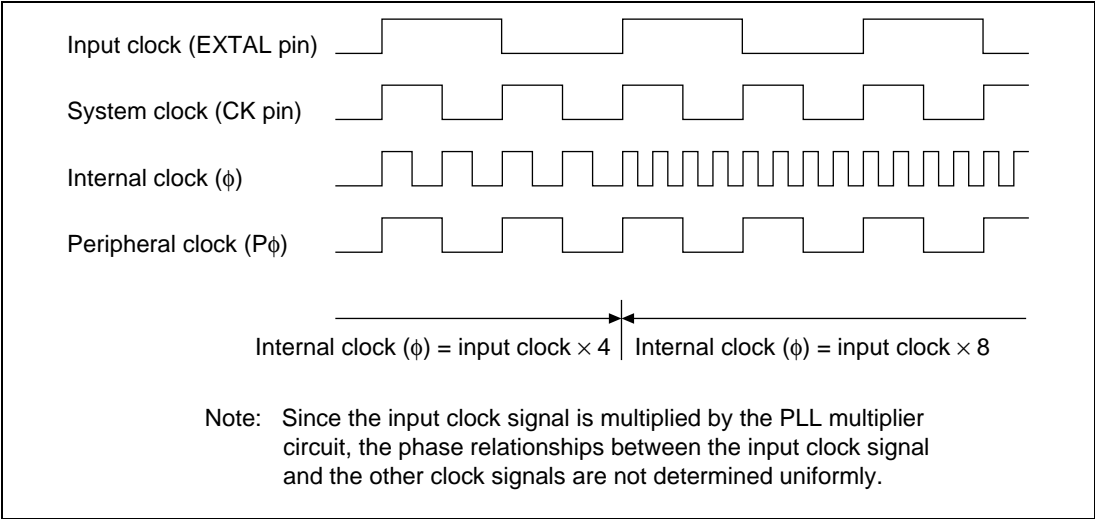 Input clock (EXTAL pin)
System clock (CK pin)
Internal clock (ϕ)
Peripheral clock (Pϕ)
Internal clock (ϕ) = input clock × 4
Internal clock (ϕ) = input clock × 8
Note: Since the input clock signal is multiplied by the PLL multiplier
circuit, the phase relationships between the input clock signal
and the other clock signals are not determined uniformly.